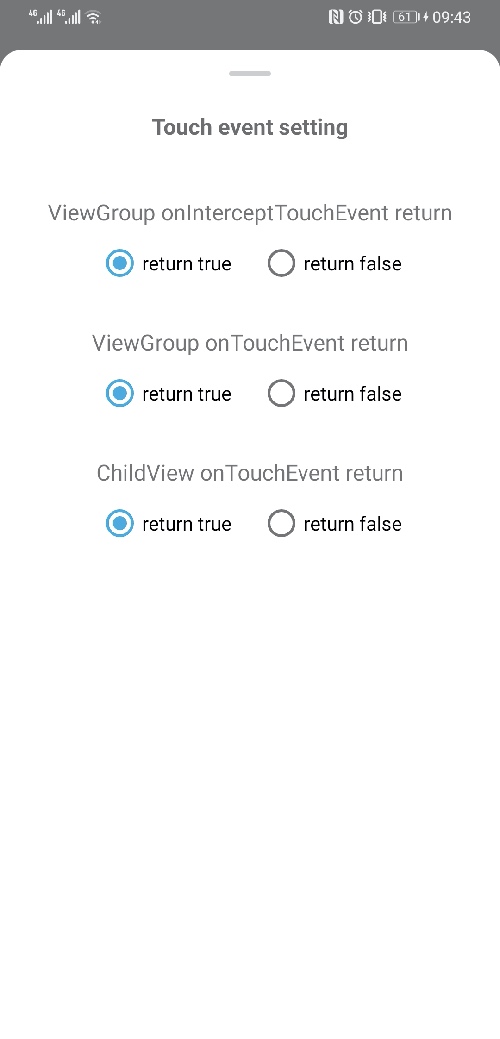 4G 4G 61 09:43
Touch event setting
ViewGroup onInterceptTouchEvent return
return true return false
ViewGroup onTouchEvent return
return true return false
ChildView onTouchEvent return
return true return false